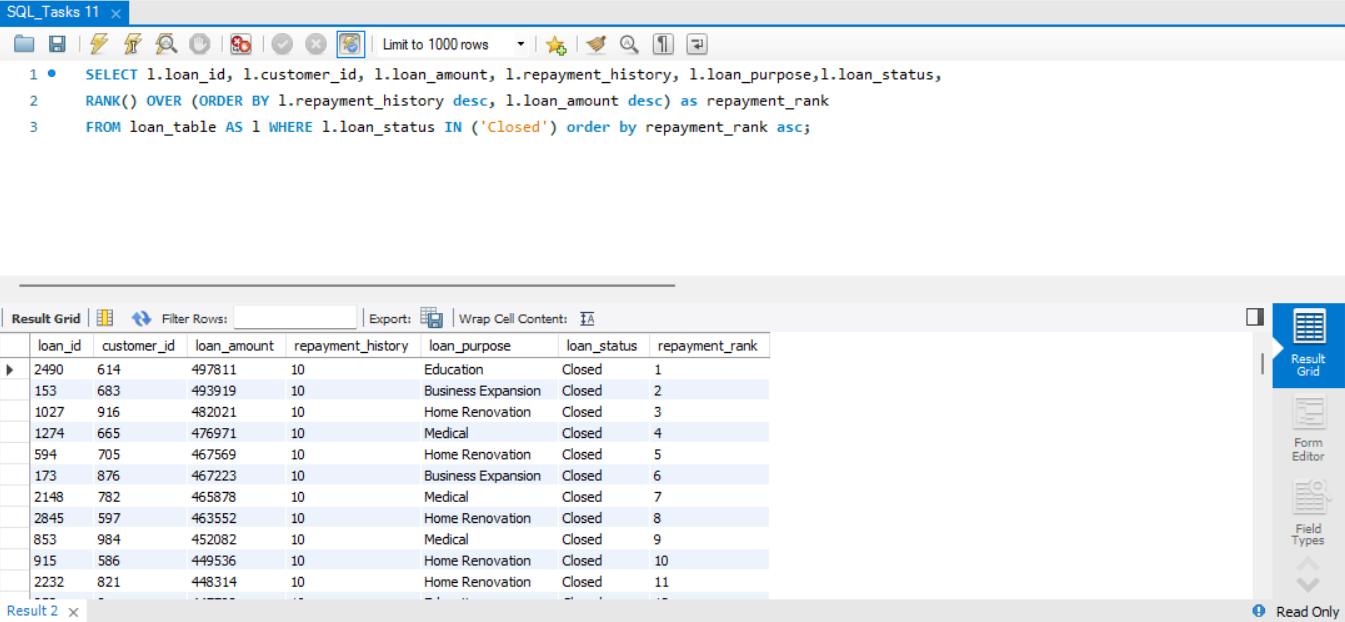 SQL_Tasks 11
Limit to 1000 rows
1 SELECT l.loan_id, l.customer_id, l.loan_amount, l.repayment_history, l.loan_purpose,l.loan_status,
2 RANK() OVER (ORDER BY l.repayment_history desc, l.loan_amount desc) as repayment_rank
3 FROM loan_table AS l WHERE l.loan_status IN ('Closed') order by repayment_rank asc;
Result Grid Filter Rows: Export: Wrap Cell Content:
loan_id customer_id loan_amount repayment_history loan_purpose loan_status repayment_rank
2490 614 497811 10 Education Closed 1
153 683 493919 10 Business Expansion Closed 2
1027 916 482021 10 Home Renovation Closed 3
1274 665 476971 10 Medical Closed 4
594 705 467569 10 Home Renovation Closed 5
173 876 467223 10 Business Expansion Closed 6
2148 782 465878 10 Medical Closed 7
2845 597 463552 10 Home Renovation Closed 8
853 984 452082 10 Medical Closed 9
915 586 449536 10 Home Renovation Closed 10
2232 821 448314 10 Home Renovation Closed 11
Result
Grid
Form
Editor
Field
Types
Result 2
Read Only